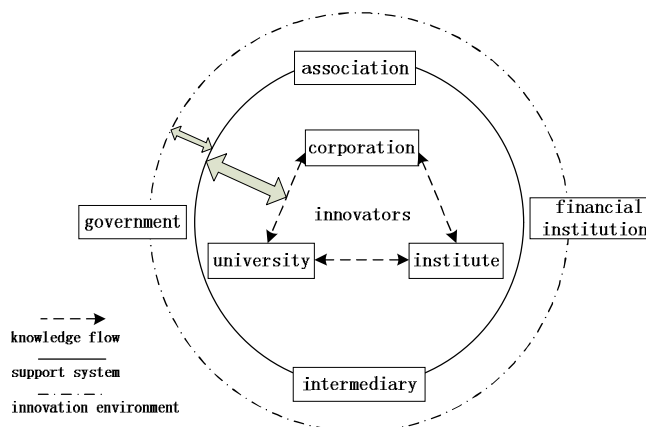 association
corporation
innovators
government
financial
institution
university
institute
knowledge flow
support system
intermediary
innovation environment